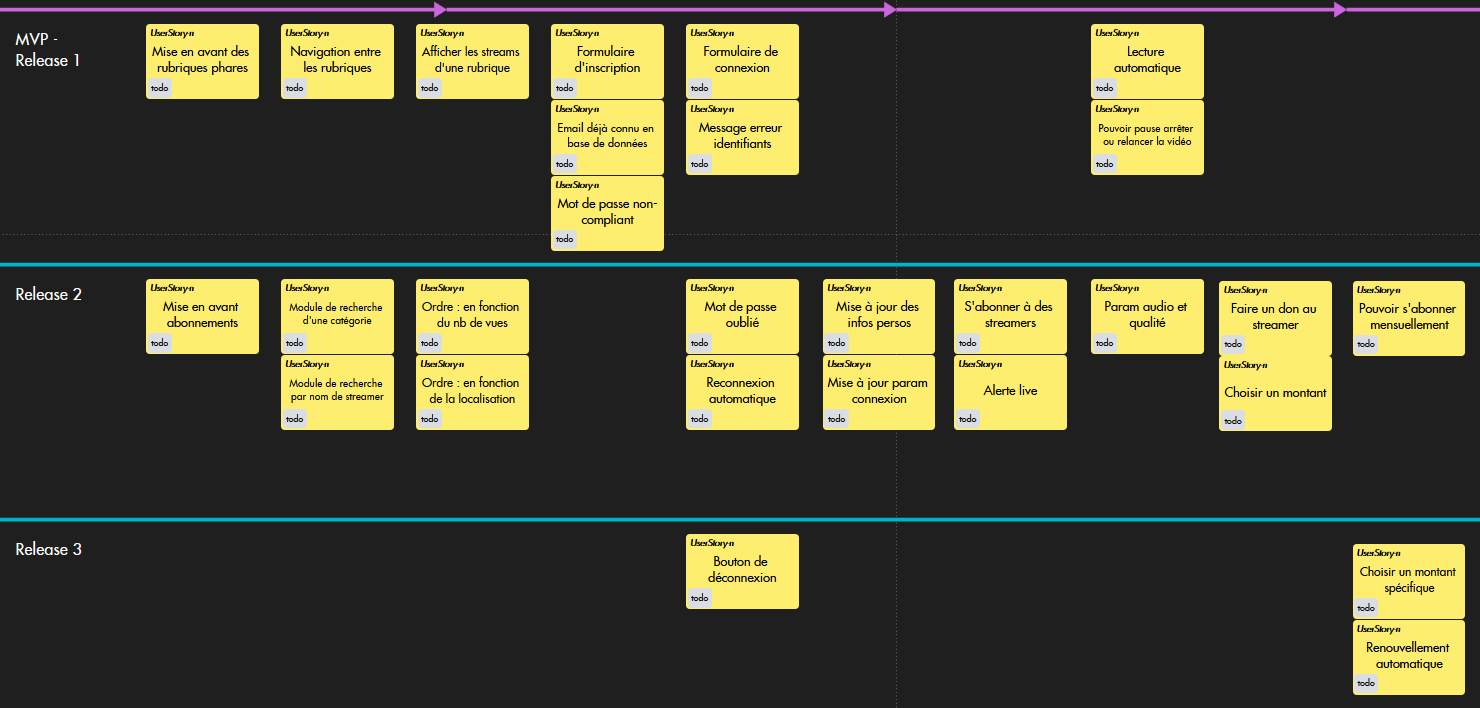 MVP -
Release 1
UserStory-n
Mise en avant des
rubriques phares
todo
UserStory-n
Navigation entre
les rubriques
todo
UserStory-n
Afficher les streams
d'une rubrique
todo
UserStory-n
Formulaire
d'inscription
todo
UserStory-n
Email déjà connu en
base de données
todo
UserStory-n
Mot de passe non-
compliant
todo
UserStory-n
Formulaire de
connexion
todo
UserStory-n
Message erreur
identifiants
todo
UserStory-n
Lecture
automatique
todo
UserStory-n
Pouvoir pause arrêter
ou relancer la vidéo
todo
Release 2
UserStory-n
Mise en avant
abonnements
todo
UserStory-n
Module de recherche
d'une catégorie
todo
UserStory-n
Module de recherche
par nom de streamer
todo
UserStory-n
Ordre : en fonction
du nb de vues
todo
UserStory-n
Ordre : en fonction
de la localisation
todo
UserStory-n
Mot de passe
oublié
todo
UserStory-n
Reconnexion
automatique
todo
UserStory-n
Mise à jour des
infos persos
todo
UserStory-n
Mise à jour param
connexion
todo
UserStory-n
S'abonner à des
streamers
todo
UserStory-n
Alerte live
todo
UserStory-n
Param audio et
qualité
todo
UserStory-n
Faire un don au
streamer
todo
UserStory-n
Choisir un montant
todo
UserStory-n
Pouvoir s'abonner
mensuellement
todo
Release 3
UserStory-n
Bouton de
déconnexion
todo
UserStory-n
Choisir un montant
spécifique
todo
UserStory-n
Renouvellement
automatique
todo